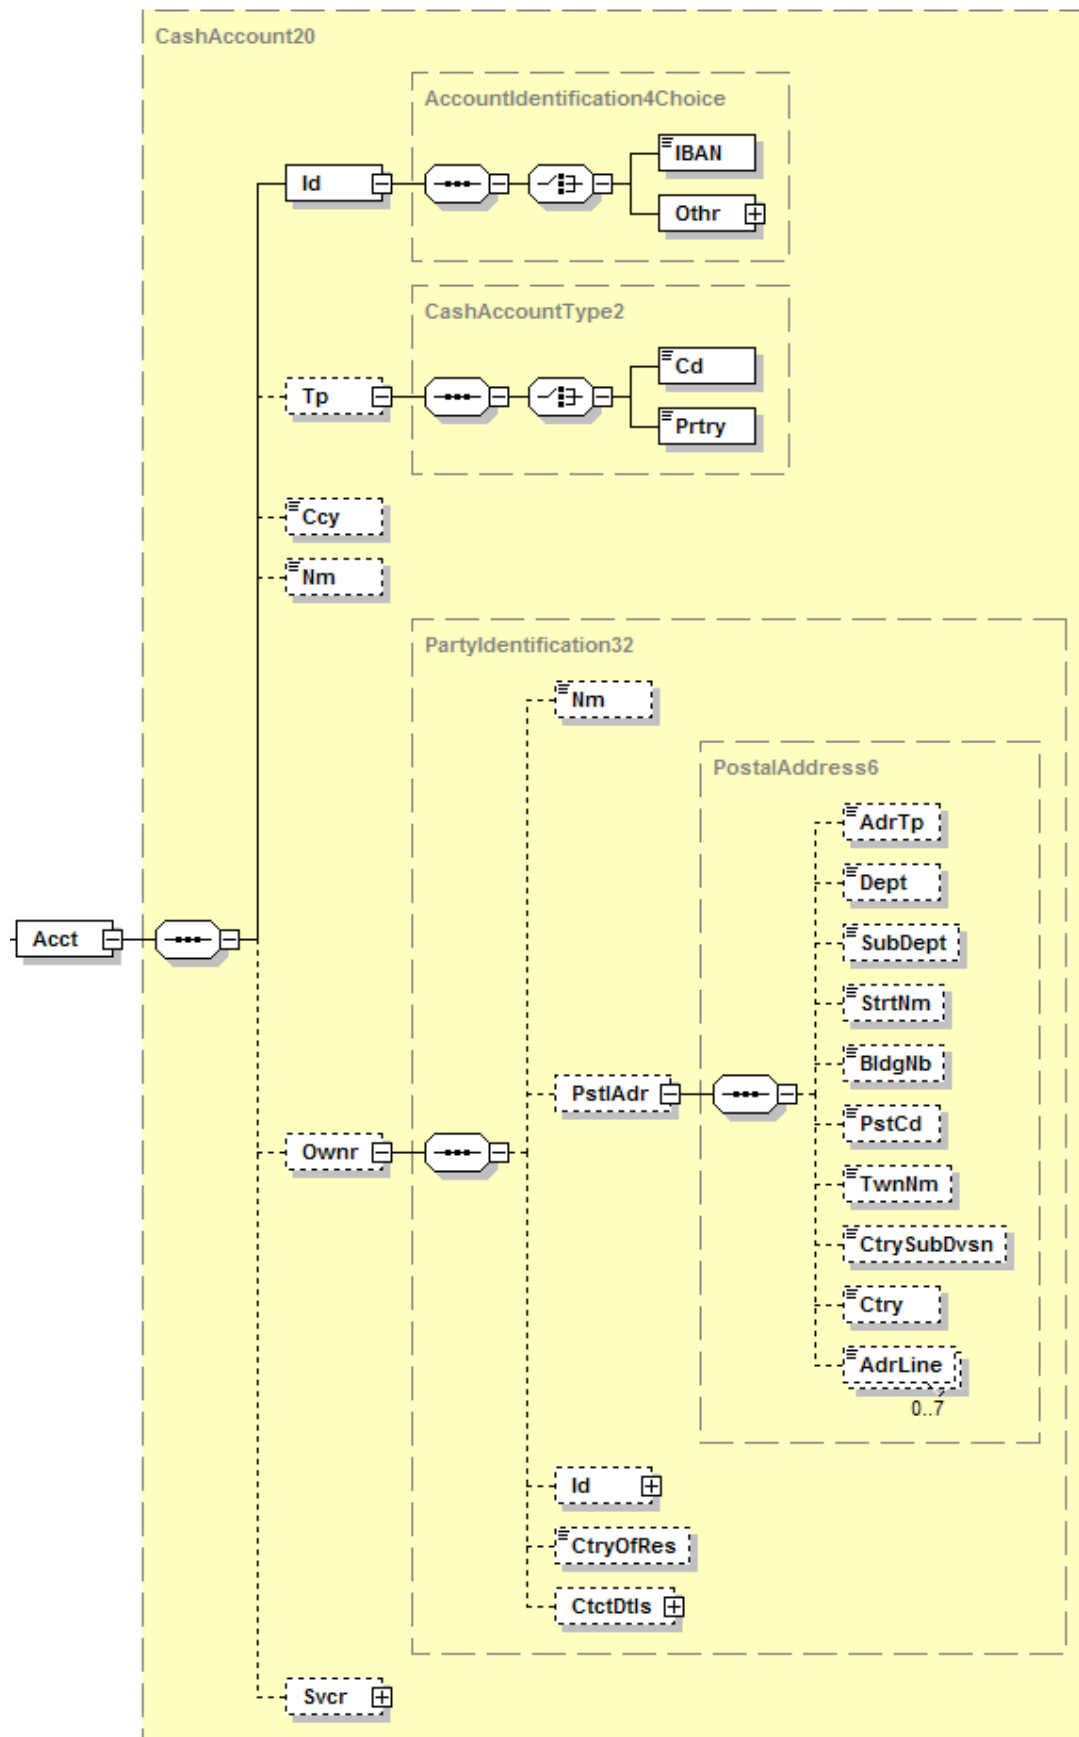 CashAccount20
AccountIdentification4Choice
IBAN
Id
Othr
CashAccountType2
Cd
Tp
Prtry
Ccy
Nm
PartyIdentification32
Nm
PostalAddress6
AdrTp
Dept
SubDept
Acct
StrtNm
BldgNb
PstlAdr
PstCd
Ownr
TwnNm
CtrySubDvsn
Ctry
AdrLine
0..7
Id
CtryOfRes
CtctDtls
Svcr